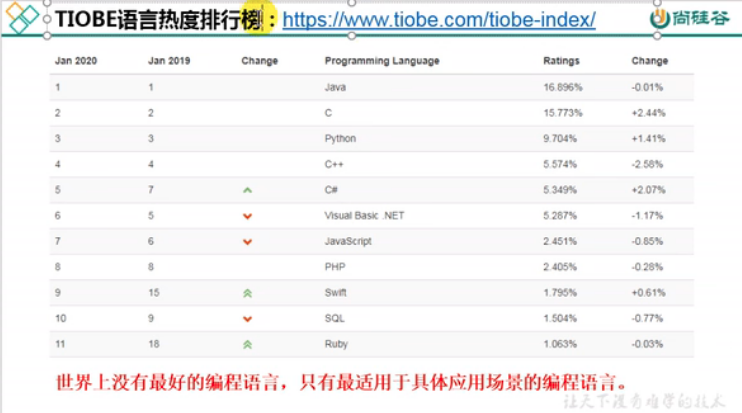 TIOBE语言热度排行榜：https://www.tiobe.com/tiobe-index/ 尚硅谷
Jan 2020 Jan 2019 Change Programming Language Ratings Change
1 1 Java 16.896% -0.01%
2 2 C 15.773% +2.44%
3 3 Python 9.704% +1.41%
4 4 C++ 5.574% -2.58%
5 7 C# 5.349% +2.07%
6 5 Visual Basic .NET 5.287% -1.17%
7 6 JavaScript 2.451% -0.85%
8 8 PHP 2.405% -0.28%
9 15 Swift 1.795% +0.61%
10 9 SQL 1.504% -0.77%
11 18 Ruby 1.063% -0.03%
世界上没有最好的编程语言，只有最适用于具体应用场景的编程语言。
让天下没有难学的技术